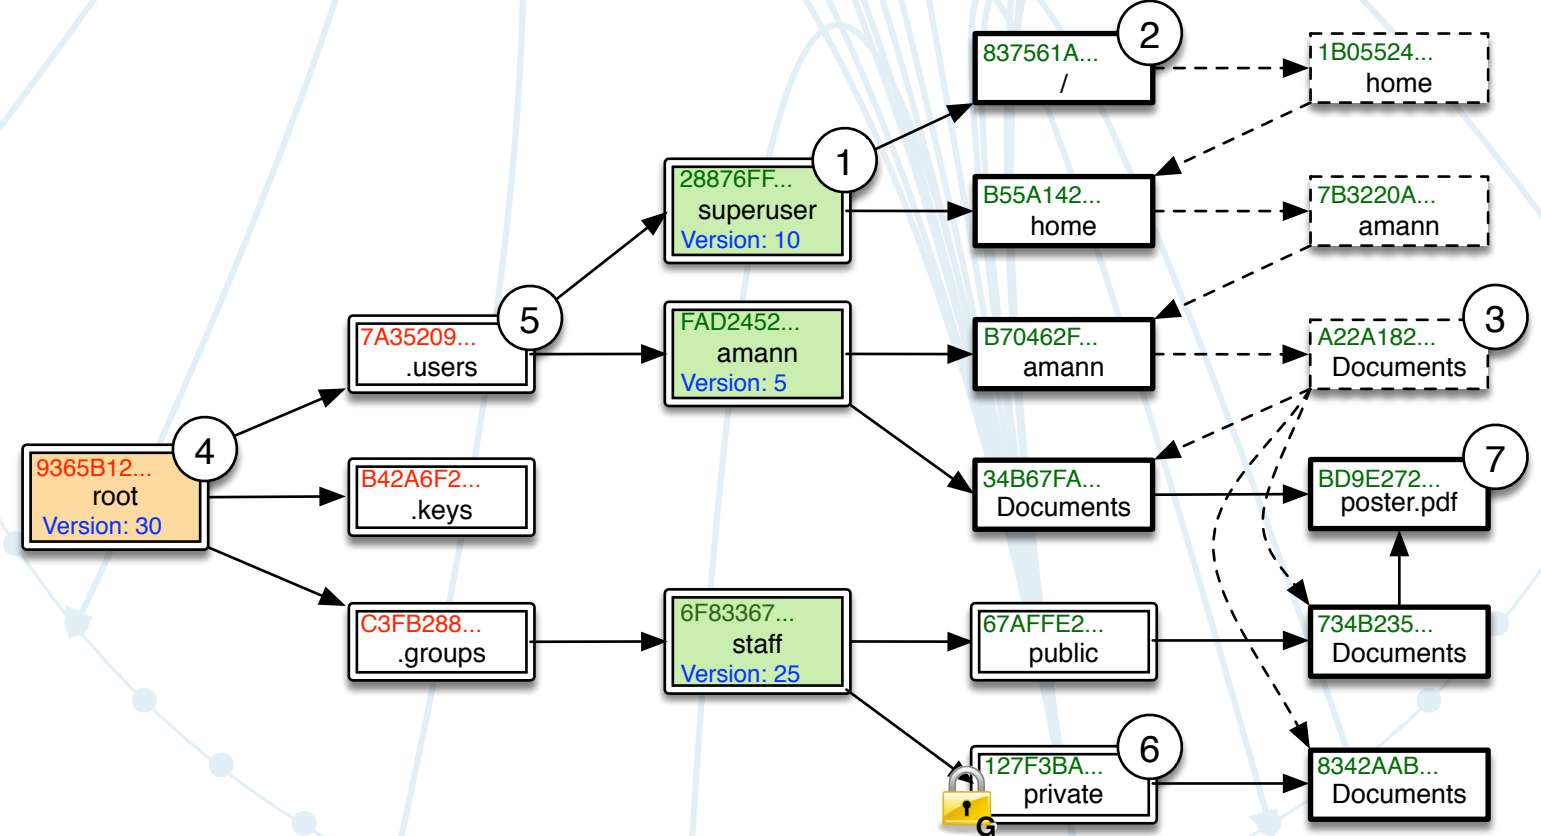 2
837561A...
/
1B05524...
home
1
28876FF...
superuser
Version: 10
B55A142...
home
7B3220A...
amann
5
7A35209...
.users
FAD2452...
amann
Version: 5
B70462F...
amann
3
A22A182...
Documents
4
9365B12...
root
Version: 30
B42A6F2...
.keys
34B67FA...
Documents
7
BD9E272...
poster.pdf
C3FB288...
.groups
6F83367...
staff
Version: 25
67AFFE2...
public
734B235...
Documents
6
127F3BA...
private
G
8342AAB...
Documents